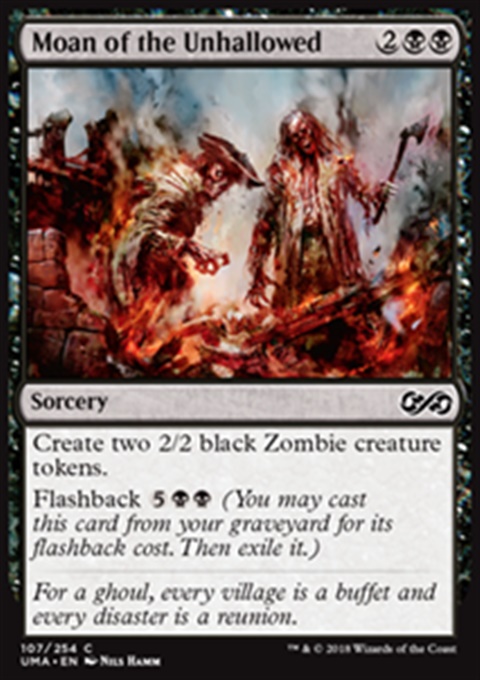 Moan of the Unhallowed 2
Sorcery
Create two 2/2 black Zombie creature
tokens.
Flashback 5 (You may cast
this card from your graveyard for its
flashback cost. Then exile it.)
For a ghoul, every village is a buffet and
every disaster is a reunion.
107/254 C
™ & © 2018 Wizards of the Coast
UMA • EN Nils Hamm